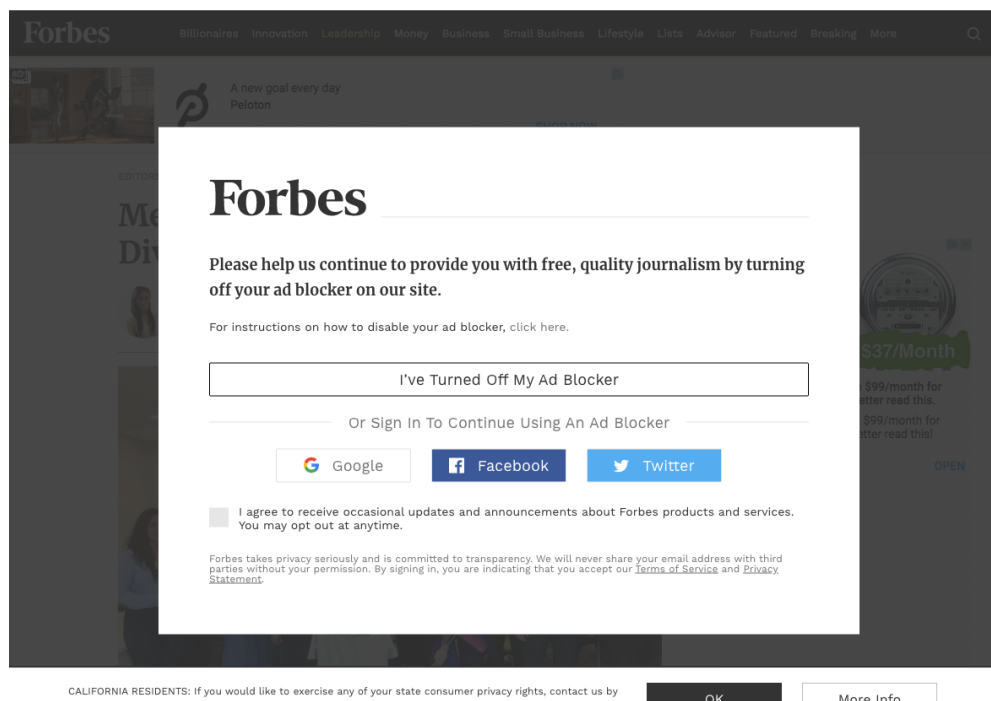 Forbes
Billionaires Innovation Leadership Money Business Small Business Lifestyle Lists Advisor Featured Breaking More
AD
A new goal every day
Peloton
SHOP NOW
EDITORS
Me
Div
Forbes
Please help us continue to provide you with free, quality journalism by turning
off your ad blocker on our site.
For instructions on how to disable your ad blocker, click here.
I've Turned Off My Ad Blocker
Or Sign In To Continue Using An Ad Blocker
Google
Facebook
Twitter
I agree to receive occasional updates and announcements about Forbes products and services.
You may opt out at anytime.
Forbes takes privacy seriously and is committed to transparency. We will never share your email address with third
parties without your permission. By signing in, you are indicating that you accept our Terms of Service and Privacy
Statement.
$37/Month
$99/month for
etter read this.
$99/month for
etter read this!
OPEN
CALIFORNIA RESIDENTS: If you would like to exercise any of your state consumer privacy rights, contact us by
OK
More Info